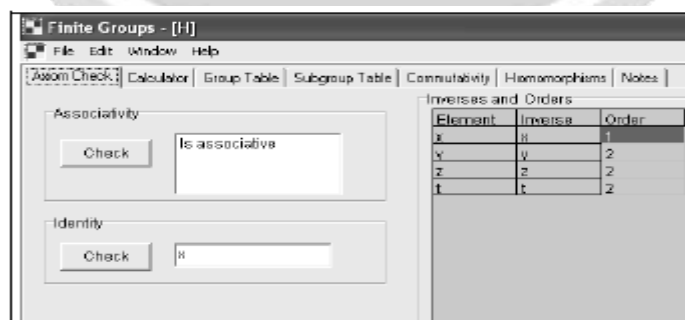 Finite Groups - [H]
File Edit Window Help
Axiom Check Calculator Group Table Subgroup Table Commutativity Homomorphisms Notes
Associativity
Check
Is associative
Identity
Check
x
Inverses and Orders
Element Inverse Order
x x 1
y y 2
z z 2
t t 2